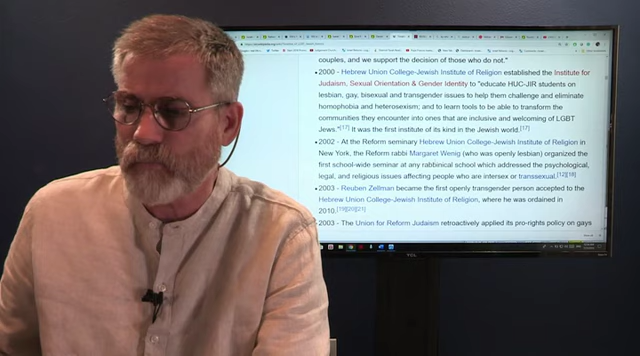 couples, and we support the decision of those who do not."
• 2000 - Hebrew Union College-Jewish Institute of Religion established the Institute for
Judaism, Sexual Orientation & Gender Identity to "educate HUC-JIR students on
lesbian, gay, bisexual and transgender issues to help them challenge and eliminate
homophobia and heterosexism; and to learn tools to be able to transform the
communities they encounter into ones that are inclusive and welcoming of LGBT
Jews."[17] It was the first institute of its kind in the Jewish world.[17]
• 2002 - At the Reform seminary Hebrew Union College-Jewish Institute of Religion in
New York, the Reform rabbi Margaret Wenig (who was openly lesbian) organized the
first school-wide seminar at any rabbinical school which addressed the psychological,
legal, and religious issues affecting people who are intersex or transsexual.[12][18]
• 2003 - Reuben Zellman became the first openly transgender person accepted to the
Hebrew Union College-Jewish Institute of Religion, where he was ordained in
2010.[19][20][21]
• 2003 - The Union for Reform Judaism retroactively applied its pro-rights policy on gays
TCL